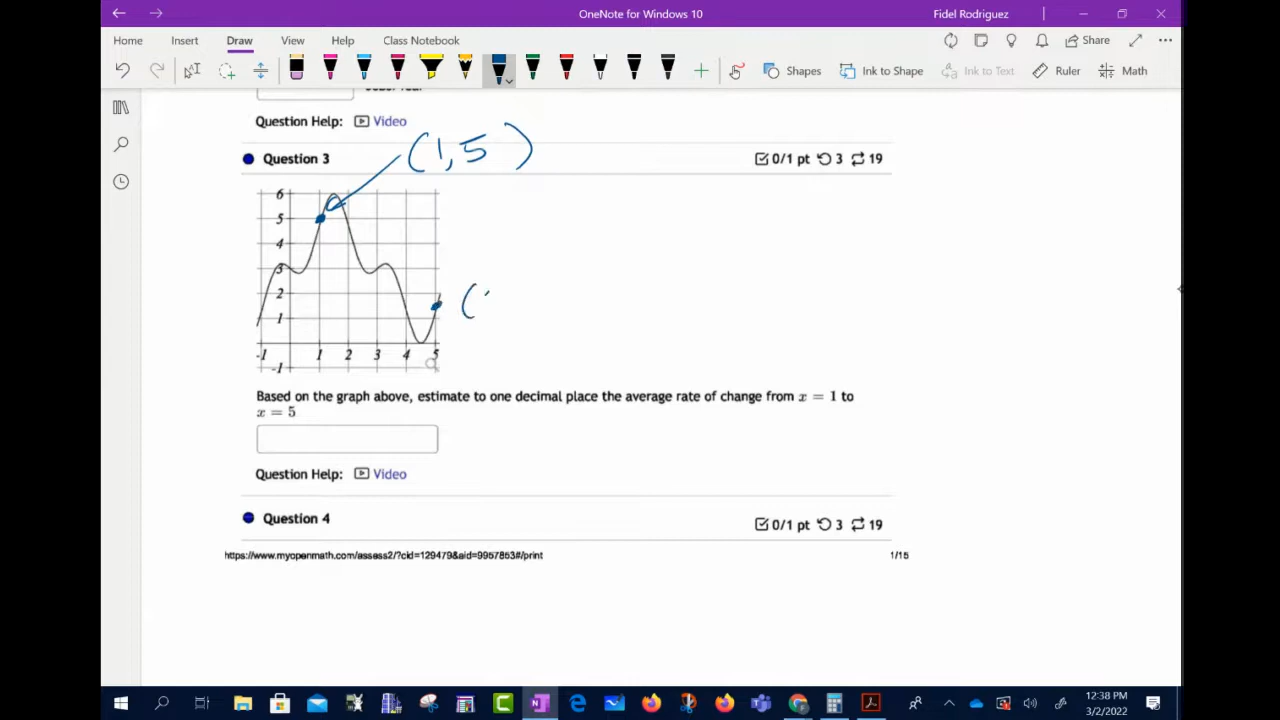 OneNote for Windows 10
Fidel Rodriguez
Home Insert Draw View Help Class Notebook
Share
Shapes Ink to Shape Ink to Text Ruler Math
Question Help: Video
(1,5)
Question 3
0/1 pt 3 19
6
5
4
3
2
1
-1 1 2 3 4 5
-1
(
Based on the graph above, estimate to one decimal place the average rate of change from x = 1 to
x = 5
Question Help: Video
Question 4
0/1 pt 3 19
https://www.myopenmath.com/assess2/?cid=129479&aid=9957853#/print
1/15
12:38 PM
3/2/2022